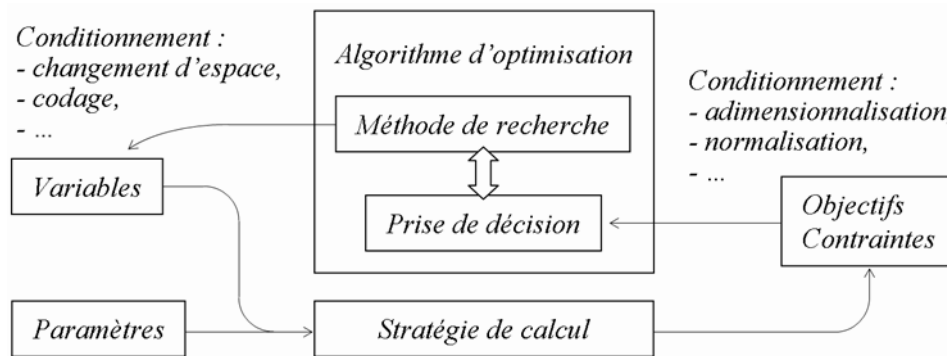 Conditionnement :
- changement d’espace,
- codage,
- ...
Algorithme d’optimisation
Méthode de recherche
Prise de décision
Conditionnement :
- adimensionnalisation,
- normalisation,
- ...
Variables
Objectifs
Contraintes
Paramètres
Stratégie de calcul